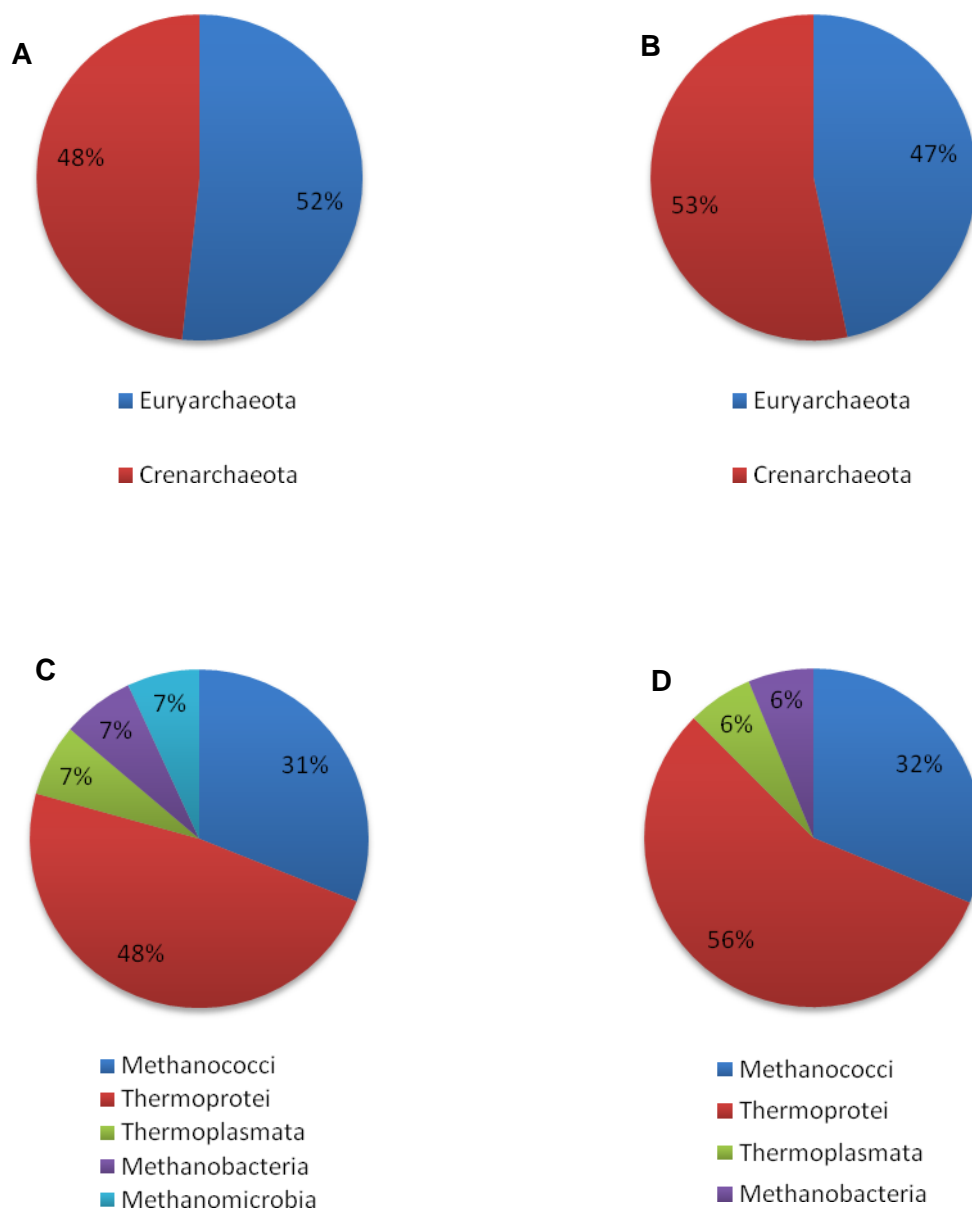 A
48%
52%
Euryarchaeota
Crenarchaeota
B
47%
53%
Euryarchaeota
Crenarchaeota
C
7%
7%
7%
31%
48%
Methanococci
Thermoprotei
Thermoplasmata
Methanobacteria
Methanomicrobia
D
6%
6%
32%
56%
Methanococci
Thermoprotei
Thermoplasmata
Methanobacteria